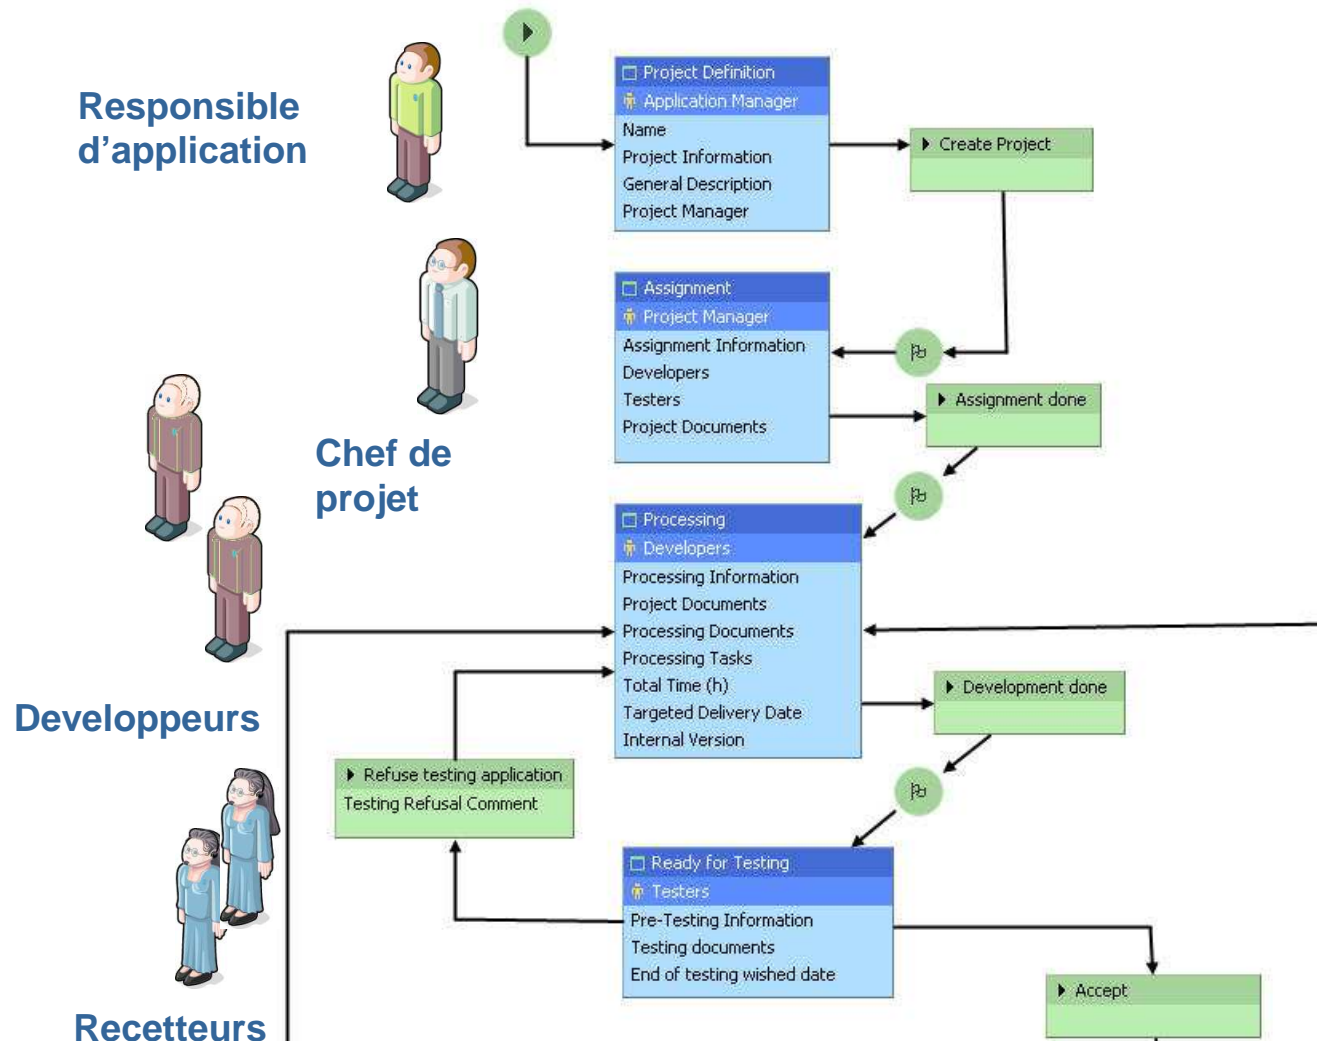 Responsible
d'application
Project Definition
Application Manager
Name
Project Information
General Description
Project Manager
Create Project
Assignment
Project Manager
Assignment Information
Developers
Testers
Project Documents
Assignment done
Chef de
projet
Processing
Developers
Processing Information
Project Documents
Processing Documents
Processing Tasks
Total Time (h)
Targeted Delivery Date
Internal Version
Development done
Developpeurs
Refuse testing application
Testing Refusal Comment
Ready for Testing
Testers
Pre-Testing Information
Testing documents
End of testing wished date
Accept
Recetteurs